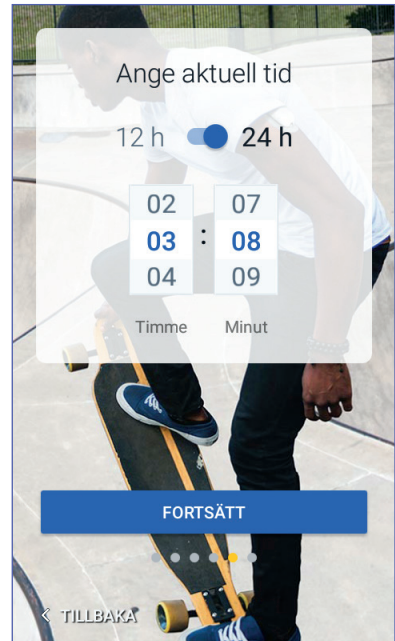 Ange aktuell tid
12 h 24 h
02 07
03 : 08
04 09
Timme Minut
FORTSÄTT
TILLBAKA